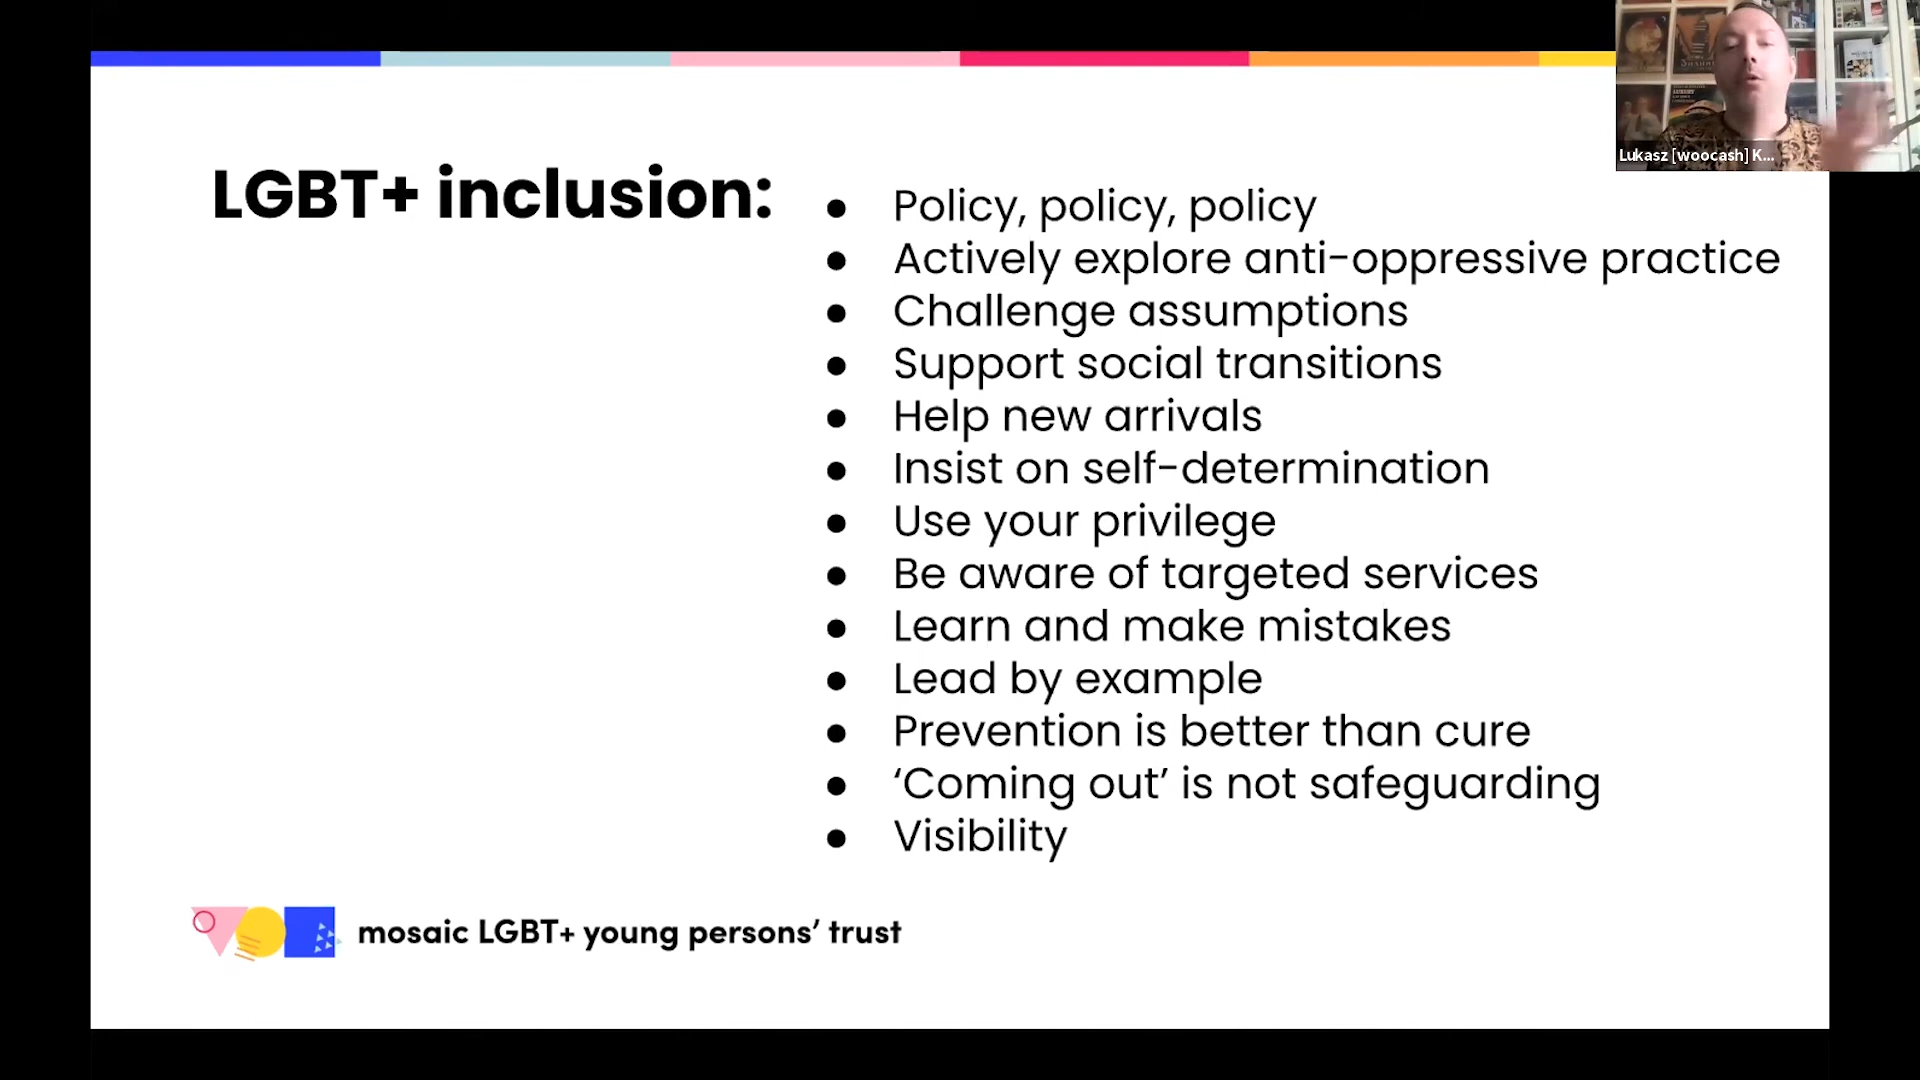 Lukasz [woocash] K...
LGBT+ inclusion:
● Policy, policy, policy
● Actively explore anti-oppressive practice
● Challenge assumptions
● Support social transitions
● Help new arrivals
● Insist on self-determination
● Use your privilege
● Be aware of targeted services
● Learn and make mistakes
● Lead by example
● Prevention is better than cure
● ‘Coming out’ is not safeguarding
● Visibility
mosaic LGBT+ young persons’ trust